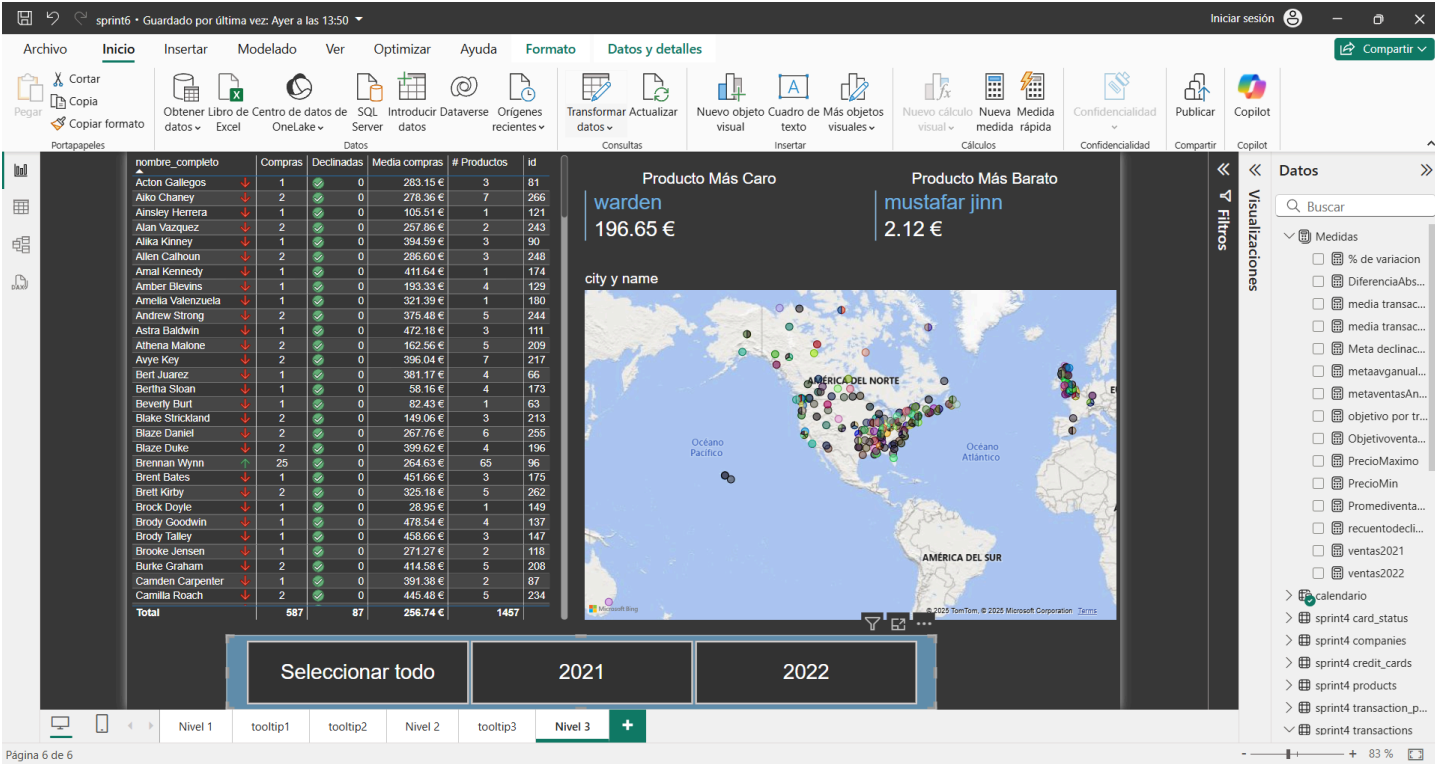 sprint6 • Guardado por última vez: Ayer a las 13:50
Iniciar sesión
Archivo Inicio Insertar Modelado Ver Optimizar Ayuda Formato Datos y detalles
Compartir
Pegar
Cortar
Copia
Copiar formato
Portapapeles
Obtener datos
Libro de Excel
Centro de datos de OneLake
SQL Server
Introducir datos
Dataverse
Orígenes recientes
Datos
Transformar datos
Actualizar
Consultas
Nuevo objeto visual
Cuadro de texto
Más objetos visuales
Insertar
Nuevo cálculo visual
Nueva medida
Medida rápida
Cálculos
Confidencialidad
Confidencialidad
Publicar
Compartir
Copilot
Copilot
DAX
nombre_completo Compras Declinadas Media compras # Productos id
Acton Gallegos 1 0 283.15 € 3 81
Aiko Chaney 2 0 278.36 € 7 266
Ainsley Herrera 1 0 105.51 € 1 121
Alan Vazquez 2 0 257.86 € 2 243
Alika Kinney 1 0 394.59 € 3 90
Allen Calhoun 2 0 286.60 € 3 248
Amal Kennedy 1 0 411.64 € 1 174
Amber Blevins 2 0 193.33 € 4 129
Amelia Valenzuela 1 0 321.39 € 1 180
Andrew Strong 2 0 375.48 € 5 244
Astra Baldwin 1 0 472.18 € 3 111
Athena Malone 2 0 162.56 € 5 209
Avye Key 2 0 396.04 € 7 217
Bert Juarez 1 0 381.17 € 4 66
Bertha Sloan 1 0 58.16 € 4 173
Beverly Burt 1 0 82.43 € 1 63
Blake Strickland 2 0 149.06 € 3 213
Blaze Daniel 2 0 267.76 € 6 255
Blaze Duke 2 0 399.62 € 4 196
Brennan Wynn 25 0 264.63 € 65 96
Brent Bates 1 0 451.66 € 3 175
Brett Kirby 2 0 325.18 € 5 262
Brock Doyle 1 0 28.95 € 1 149
Brody Goodwin 1 0 478.54 € 4 137
Brody Talley 1 0 458.66 € 3 147
Brooke Jensen 1 0 271.27 € 2 118
Burke Graham 2 0 414.58 € 5 208
Camden Carpenter 1 0 391.38 € 2 87
Camilla Roach 2 0 445.48 € 5 234
Total 587 87 256.74 € 1457
Producto Más Caro
warden
196.65 €
Producto Más Barato
mustafar jinn
2.12 €
city y name
AMÉRICA DEL NORTE
Océano Pacífico
Océano Atlántico
AMÉRICA DEL SUR
Microsoft Bing
© 2025 TomTom, © 2025 Microsoft Corporation Terms
Seleccionar todo
2021
2022
Filtros
Visualizaciones
Datos
Buscar
Medidas
% de variacion
DiferenciaAbs...
media transac...
media transac...
Meta declinac...
metaavganual...
metaventasAn...
objetivo por tr...
Objetivoventa...
PrecioMaximo
PrecioMin
Promediventa...
recuentodecli...
ventas2021
ventas2022
calendario
sprint4 card_status
sprint4 companies
sprint4 credit_cards
sprint4 products
sprint4 transaction_p...
sprint4 transactions
Nivel 1 tooltip1 tooltip2 Nivel 2 tooltip3 Nivel 3 +
Página 6 de 6
- + 83 %